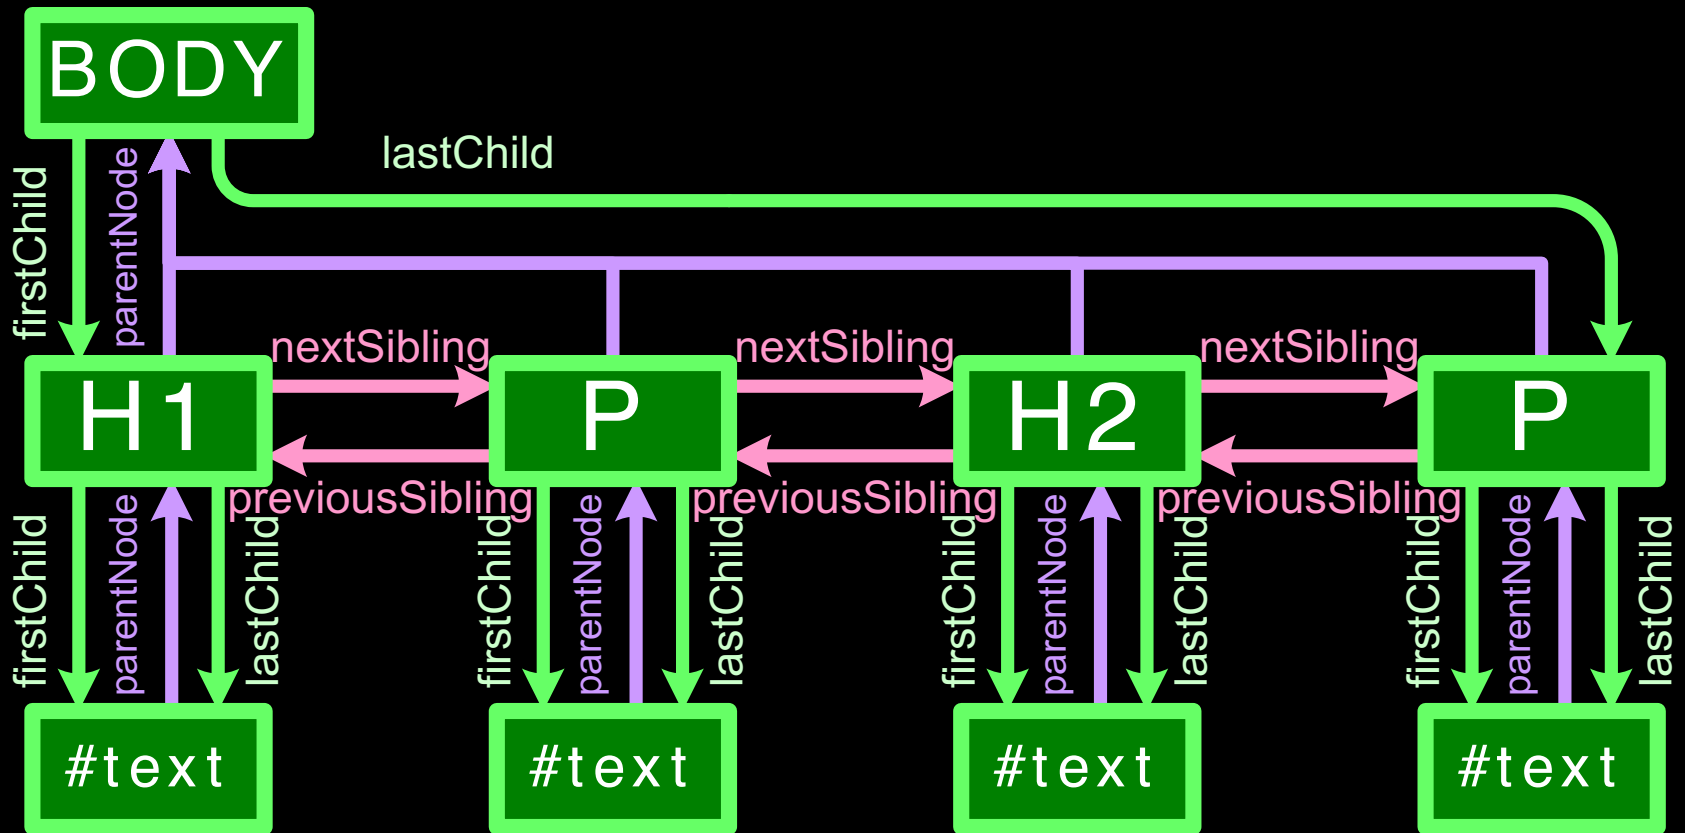 BODY
lastChild
firstChild
parentNode
nextSibling
nextSibling
nextSibling
H1
P
H2
P
previousSibling
previousSibling
previousSibling
firstChild
parentNode
lastChild
firstChild
parentNode
lastChild
firstChild
parentNode
lastChild
firstChild
parentNode
lastChild
#text
#text
#text
#text